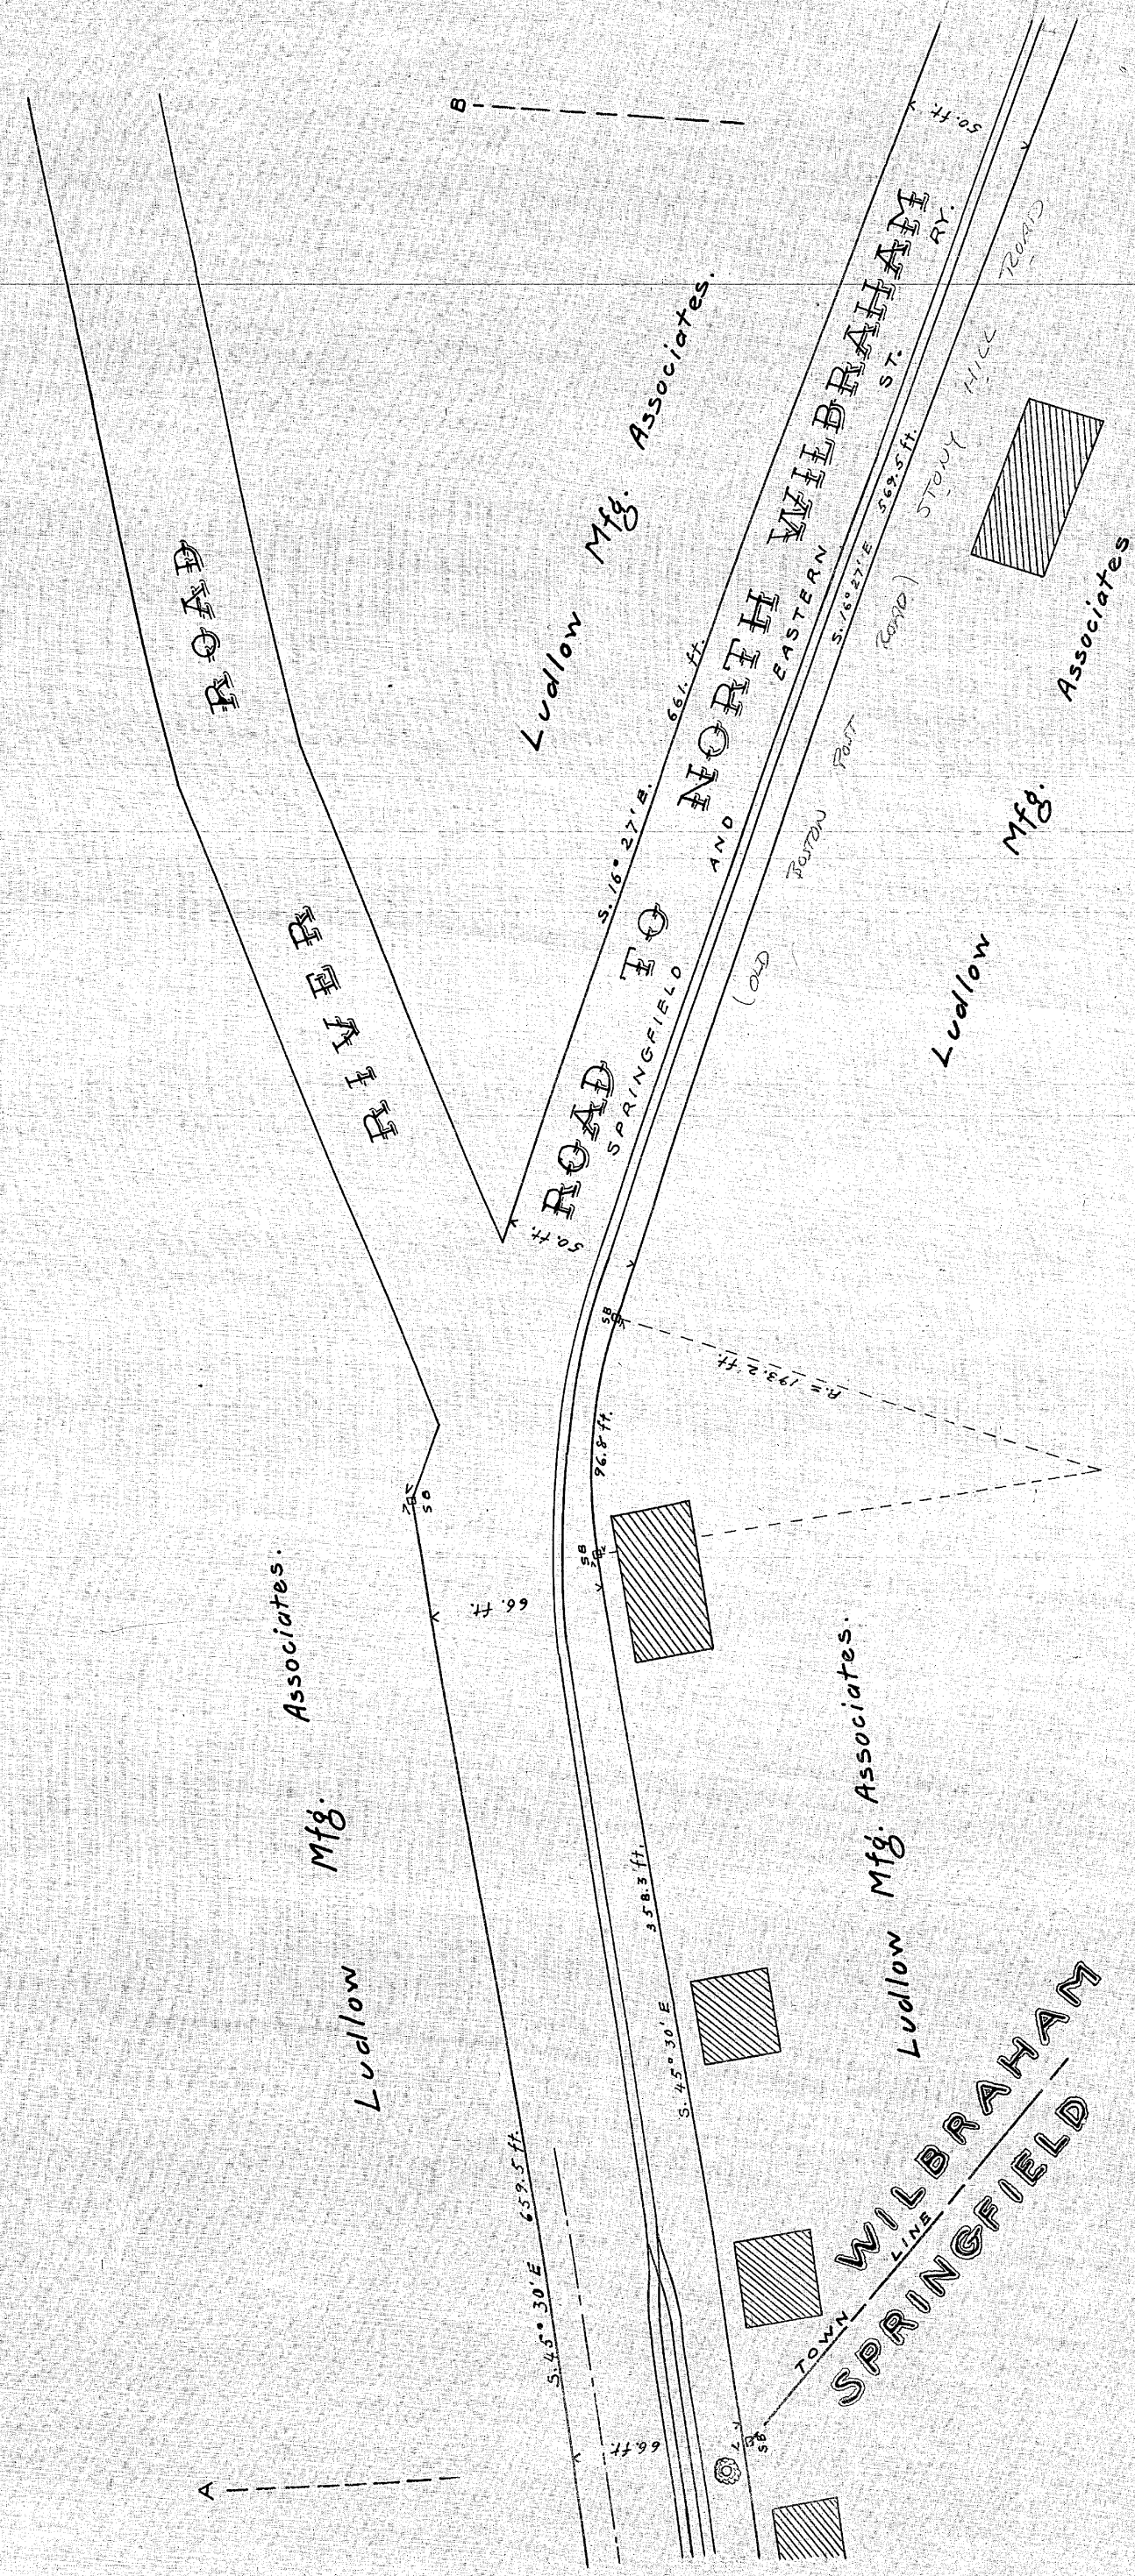 B
50. ft.
RIVER ROAD
Ludlow Mfg. Associates.
S. 16° 27' E. 661. ft.
ROAD TO NORTH WILBRAHAM
SPRINGFIELD AND EASTERN ST. RY.
S. 16° 27' E 569.5 ft.
STONY HILL ROAD
(OLD BOSTON POST ROAD)
Ludlow Mfg. Associates
50. ft.
SB
R. = 193.2 ft.
96.8 ft.
SB
SB
66. ft.
Ludlow Mfg. Associates.
Ludlow Mfg. Associates.
S. 45° 30' E 659.5 ft.
S. 45° 30' E 358.3 ft.
WILBRAHAM
TOWN LINE
SPRINGFIELD
66. ft.
SB
A